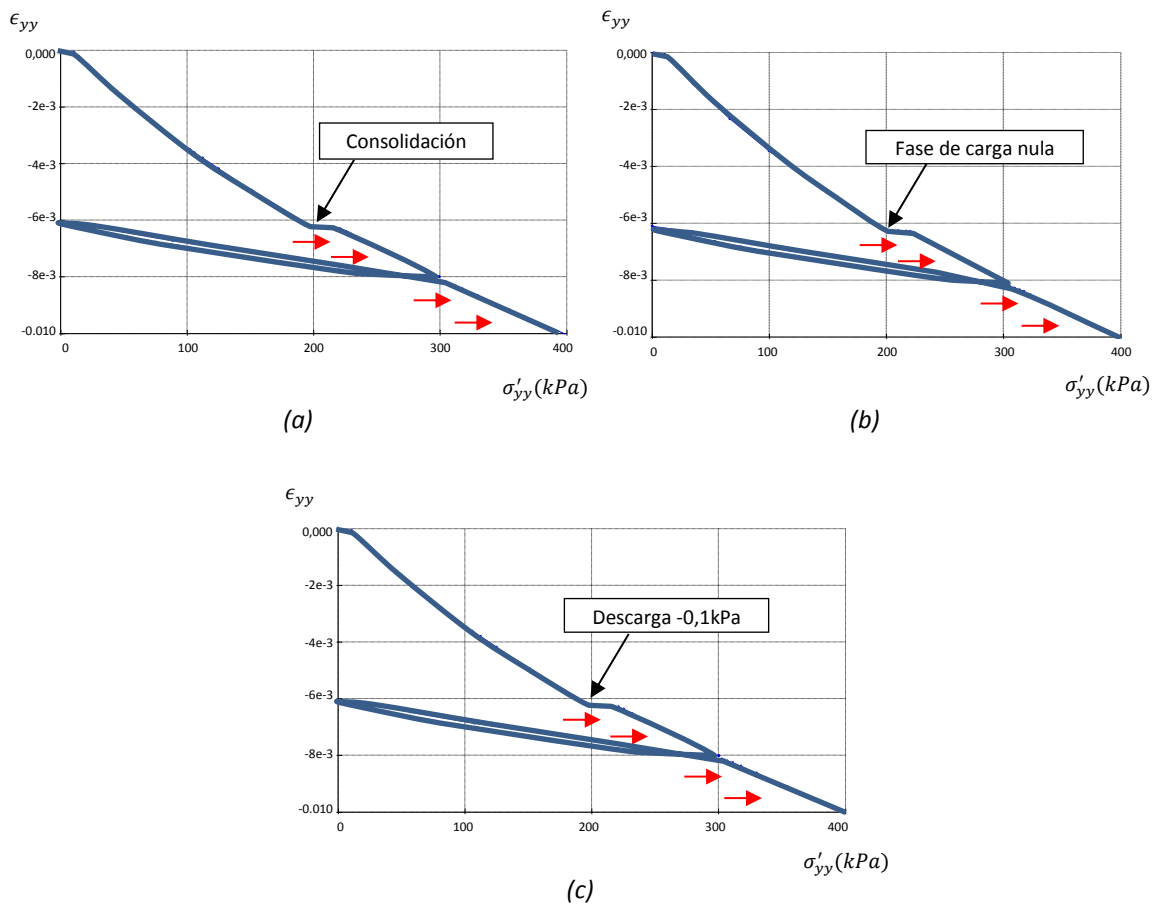 ϵyy
ϵyy
0,000
-2e-3
-4e-3
-6e-3
-8e-3
-0.010
Consolidación
0 100 200 300 400
σ′yy(kPa)
(a)
0,000
-2e-3
-4e-3
-6e-3
-8e-3
-0.010
Fase de carga nula
0 100 200 300 400
σ′yy(kPa)
(b)
ϵyy
0,000
-2e-3
-4e-3
-6e-3
-8e-3
-0.010
Descarga -0,1kPa
0 100 200 300 400
σ′yy(kPa)
(c)